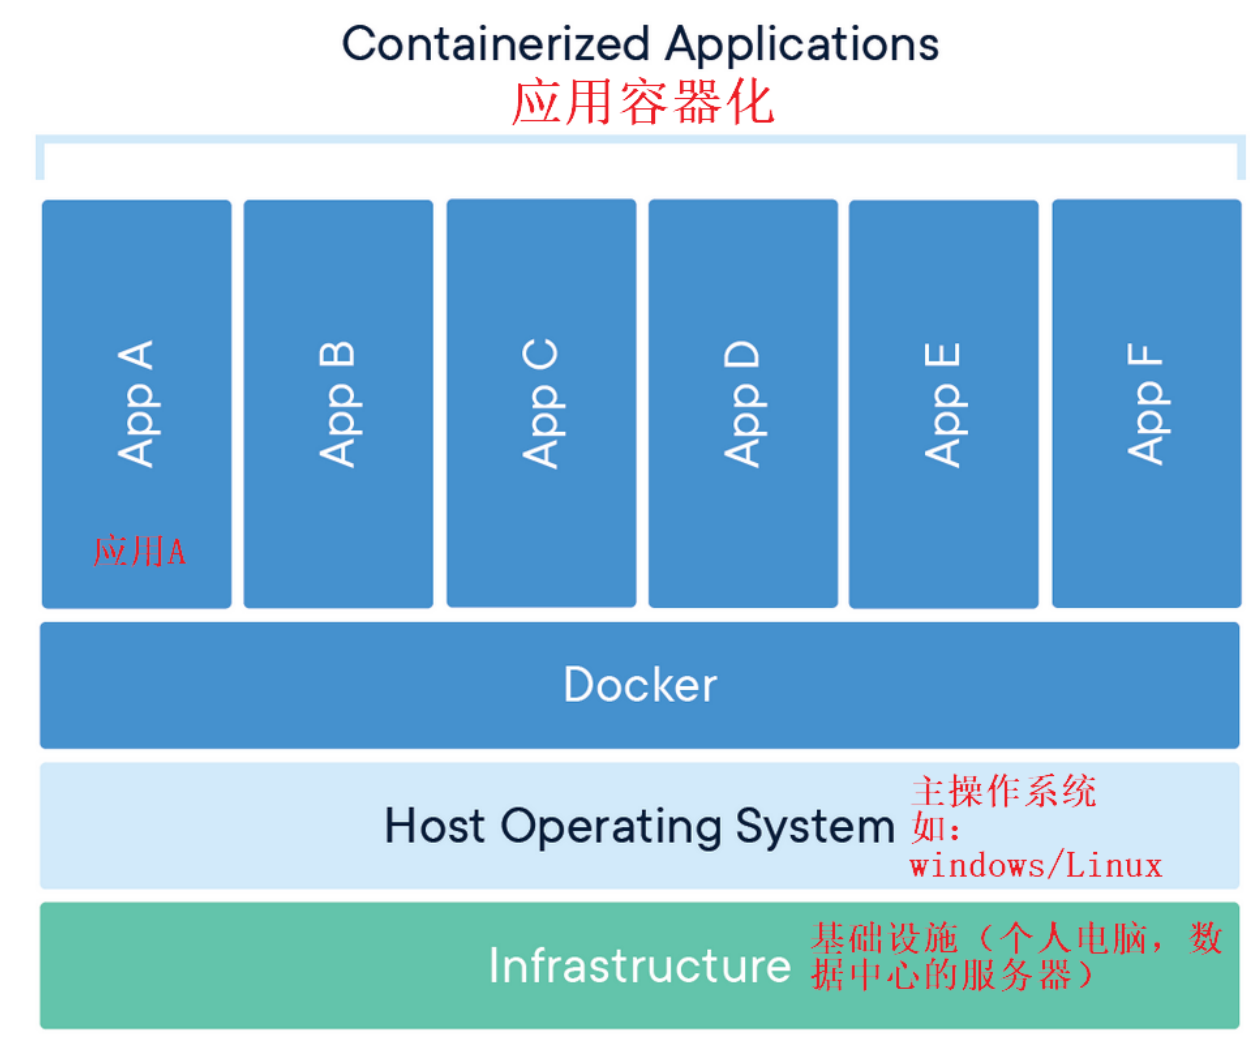 Containerized Applications
应用容器化
App A
App B
App C
App D
App E
App F
应用A
Docker
Host Operating System
主操作系统
如：
windows/Linux
Infrastructure
基础设施（个人电脑，数
据中心的服务器）